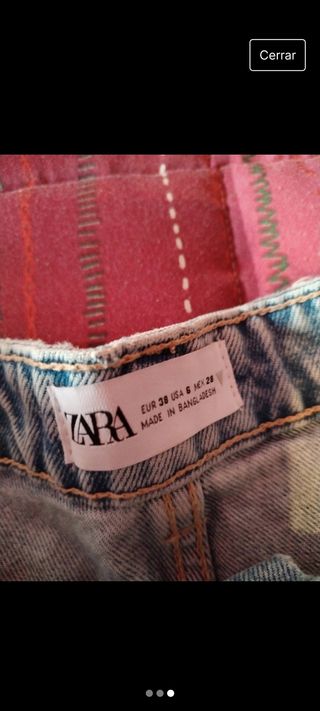 Cerrar
ZARA
EUR 38 USA 6 MEX 28
MADE IN BANGLADESH